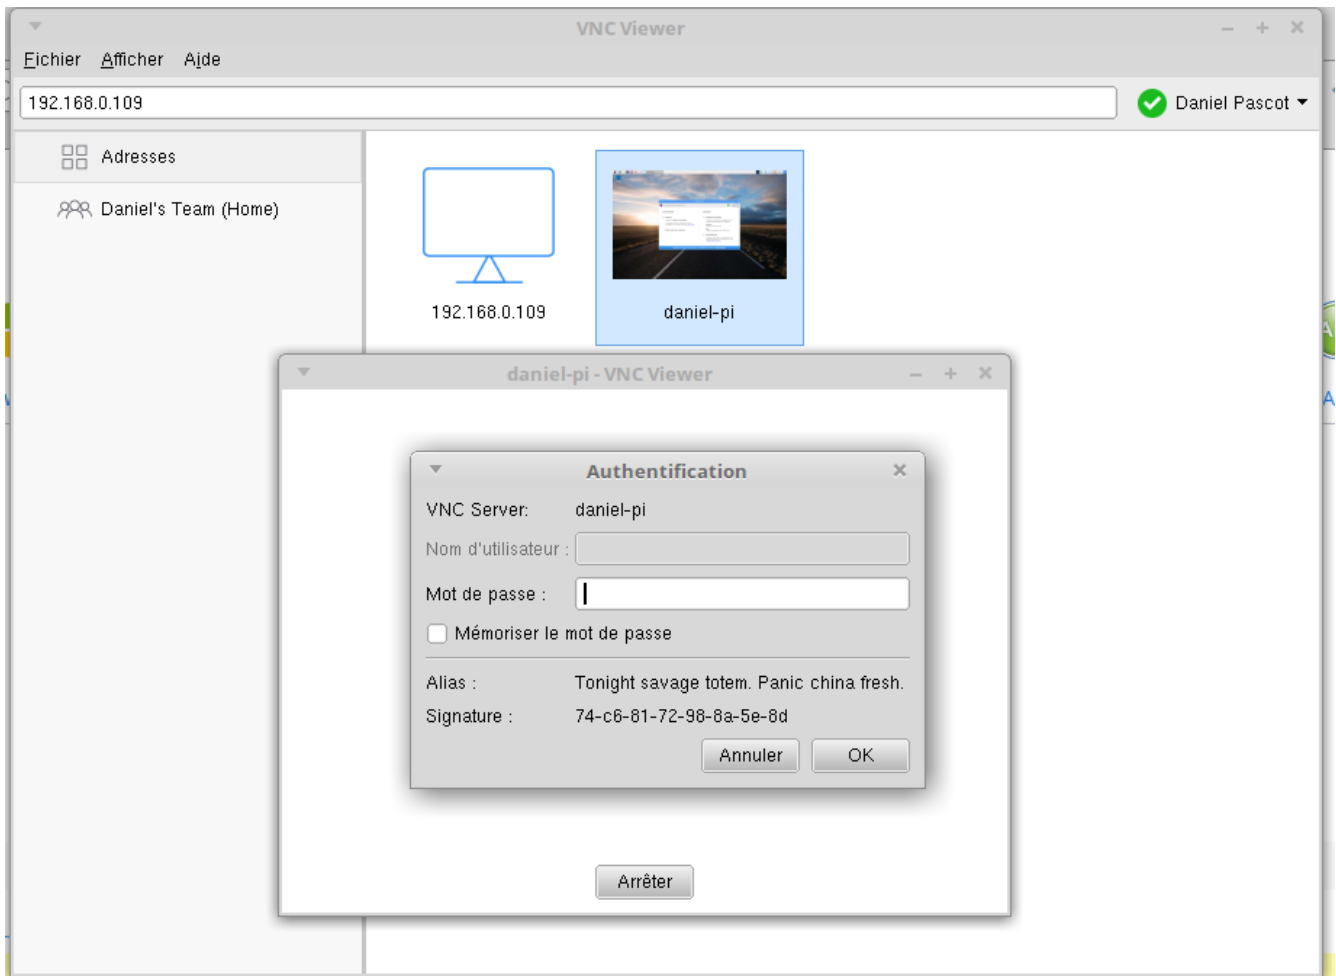 VNC Viewer
Fichier Afficher Aide
192.168.0.109
Daniel Pascot
Adresses
Daniel's Team (Home)
192.168.0.109
daniel-pi
daniel-pi - VNC Viewer
Authentification
VNC Server: daniel-pi
Nom d'utilisateur :
Mot de passe :
Mémoriser le mot de passe
Alias : Tonight savage totem. Panic china fresh.
Signature : 74-c6-81-72-98-8a-5e-8d
Annuler OK
Arrêter